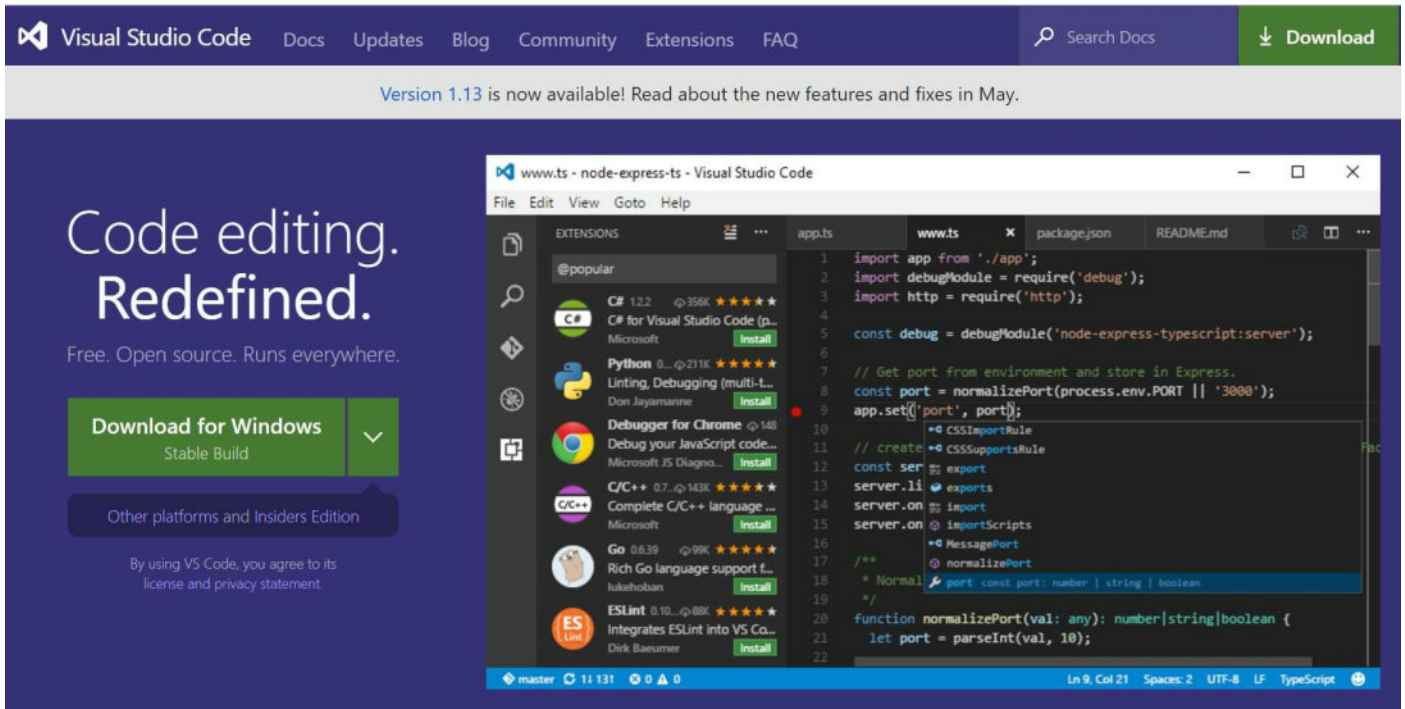 Visual Studio Code Docs Updates Blog Community Extensions FAQ Search Docs Download
Version 1.13 is now available! Read about the new features and fixes in May.
Code editing.
Redefined.
Free. Open source. Runs everywhere.
Download for Windows
Stable Build
Other platforms and Insiders Edition
By using VS Code, you agree to its
license and privacy statement.
www.ts - node-express-ts - Visual Studio Code
File Edit View Goto Help
EXTENSIONS
@popular
C# 1.2.2 356K
C#
C# for Visual Studio Code (p...
Microsoft Install
Python 0... 211K
Linting, Debugging (multi-t...
Don Jayamanne Install
Debugger for Chrome 148
Debug your JavaScript code...
Microsoft JS Diagno... Install
C/C++ 0.7... 143K
C/C++
Complete C/C++ language ...
Microsoft Install
Go 0.6.39 99K
Rich Go language support f...
lukehoban Install
ESLint 0.10... 88K
ES
Lint
Integrates ESLint into VS Co...
Dirk Baeumer Install
app.ts www.ts package.json README.md
1 import app from './app';
2 import debugModule = require('debug');
3 import http = require('http');
4
5 const debug = debugModule('node-express-typescript:server');
6
7 // Get port from environment and store in Express.
8 const port = normalizePort(process.env.PORT || '3000');
9 app.set('port', port);
10
11 // create
12 const ser
13 server.li
14 server.on
15 server.on
16
17 /**
18 * Normal
19 */
20 function normalizePort(val: any): number|string|boolean {
21 let port = parseInt(val, 10);
22
CSSImportRule
CSSSupportsRule
export
exports
import
importScripts
MessagePort
normalizePort
port const port: number | string | boolean
master 1↓ 13↑ 0 0 Ln 9, Col 21 Spaces: 2 UTF-8 LF TypeScript